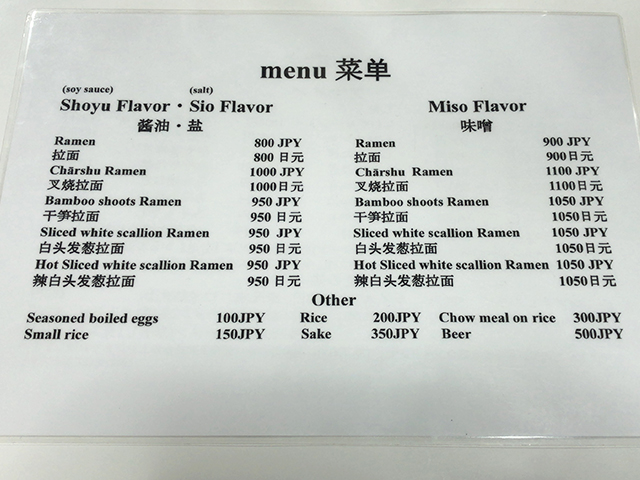 menu 菜单
(soy sauce) (salt)
Shoyu Flavor・Sio Flavor
酱油・盐
Ramen 800 JPY
拉面 800 日元
Chārshu Ramen 1000 JPY
叉烧拉面 1000日元
Bamboo shoots Ramen 950 JPY
干笋拉面 950 日元
Sliced white scallion Ramen 950 JPY
白头发葱拉面 950 日元
Hot Sliced white scallion Ramen 950 JPY
辣白头发葱拉面 950 日元
Miso Flavor
味噌
Ramen 900 JPY
拉面 900日元
Chārshu Ramen 1100 JPY
叉烧拉面 1100日元
Bamboo shoots Ramen 1050 JPY
干笋拉面 1050日元
Sliced white scallion Ramen 1050 JPY
白头发葱拉面 1050日元
Hot Sliced white scallion Ramen 1050 JPY
辣白头发葱拉面 1050日元
Other
Seasoned boiled eggs 100JPY Rice 200JPY Chow meal on rice 300JPY
Small rice 150JPY Sake 350JPY Beer 500JPY